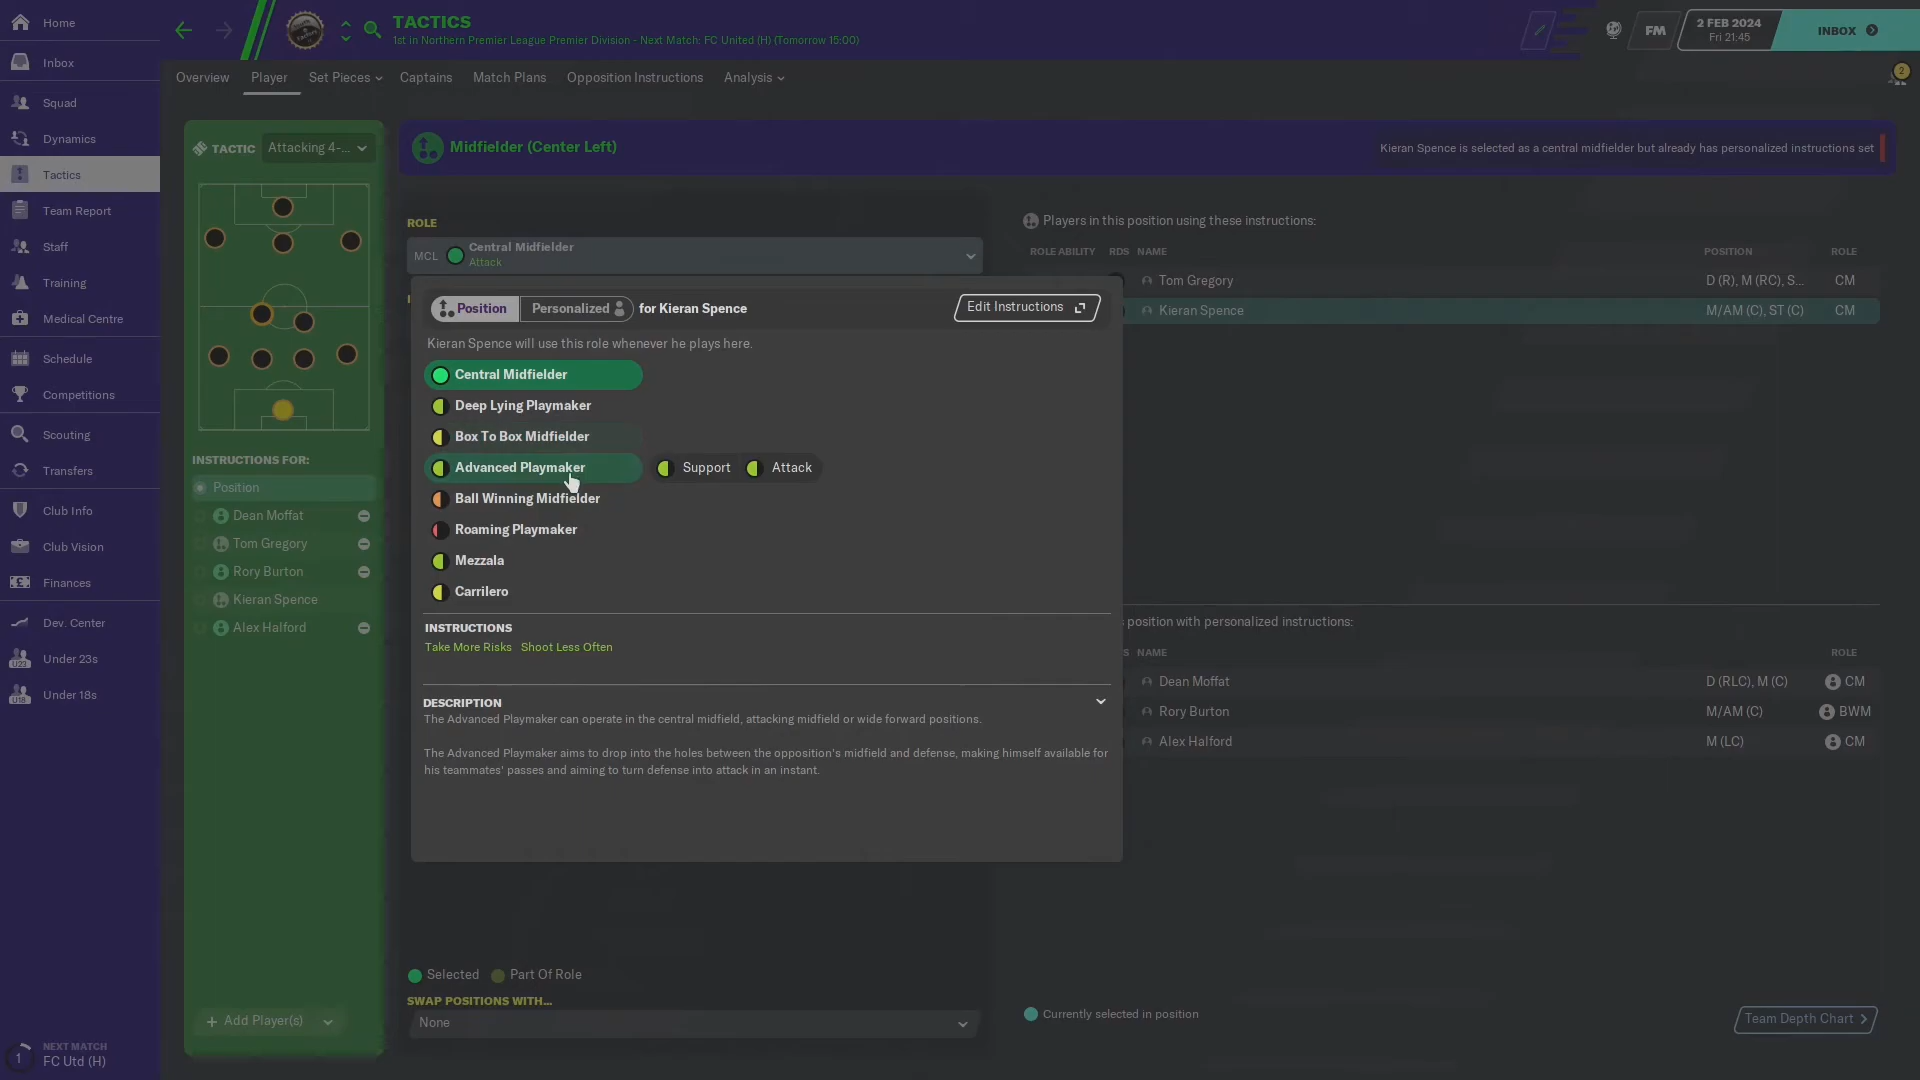 Home
Inbox
Squad
Dynamics
Tactics
Team Report
Staff
Training
Medical Centre
Schedule
Competitions
Scouting
Transfers
Club Info
Club Vision
Finances
Dev. Center
U23
Under 23s
U18
Under 18s
1
NEXT MATCH
FC Utd (H)
TACTICS
1st in Northern Premier League Premier Division - Next Match: FC United (H) (Tomorrow 15:00)
FM
2 FEB 2024
Fri 21:45
INBOX
Overview
Player
Set Pieces
Captains
Match Plans
Opposition Instructions
Analysis
2
TACTIC
Attacking 4-...
INSTRUCTIONS FOR:
Position
Dean Moffat
Tom Gregory
Rory Burton
Kieran Spence
Alex Halford
Add Player(s)
Midfielder (Center Left)
Kieran Spence is selected as a central midfielder but already has personalized instructions set
ROLE
MCL
Central Midfielder
Attack
Position
Personalized
for Kieran Spence
Edit Instructions
Kieran Spence will use this role whenever he plays here.
Central Midfielder
Deep Lying Playmaker
Box To Box Midfielder
Advanced Playmaker
Support
Attack
Ball Winning Midfielder
Roaming Playmaker
Mezzala
Carrilero
INSTRUCTIONS
Take More Risks Shoot Less Often
DESCRIPTION
The Advanced Playmaker can operate in the central midfield, attacking midfield or wide forward positions.
The Advanced Playmaker aims to drop into the holes between the opposition's midfield and defense, making himself available for
his teammates' passes and aiming to turn defense into attack in an instant.
Selected
Part Of Role
SWAP POSITIONS WITH...
None
Players in this position using these instructions:
ROLE ABILITY RDS NAME POSITION ROLE
Tom Gregory D (R), M (RC), S... CM
Kieran Spence M/AM (C), ST (C) CM
position with personalized instructions:
NAME ROLE
Dean Moffat D (RLC), M (C) CM
Rory Burton M/AM (C) BWM
Alex Halford M (LC) CM
Currently selected in position
Team Depth Chart